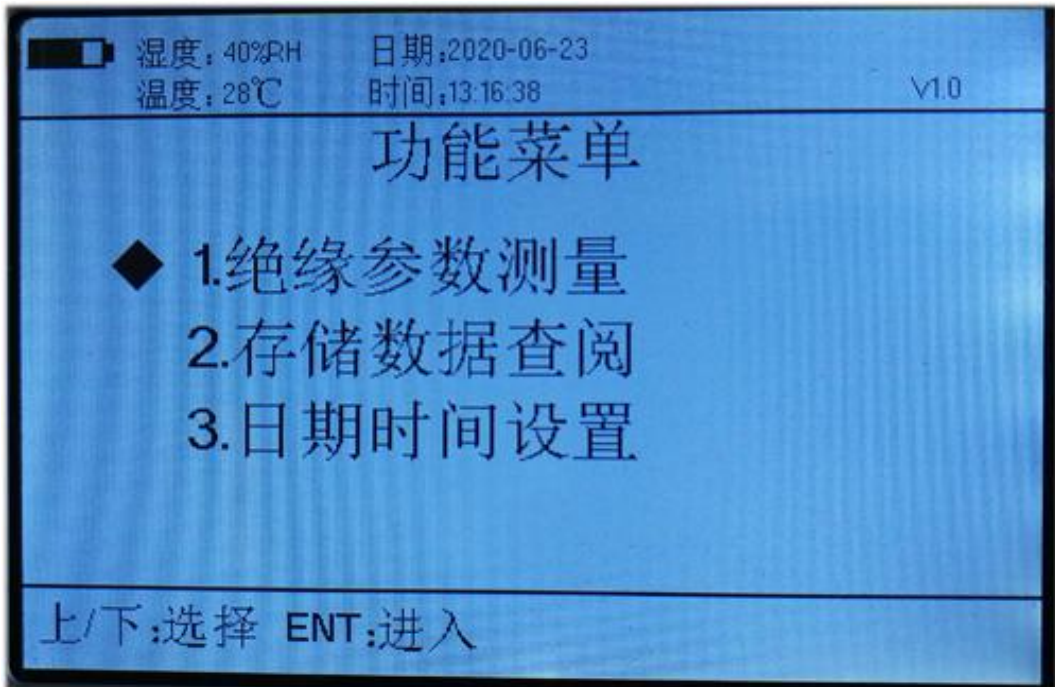 湿度：40%RH 日期：2020-06-23
温度：28℃ 时间：13:16:38 V1.0
功能菜单
◆ 1.绝缘参数测量
2.存储数据查阅
3.日期时间设置
上/下：选择 ENT：进入